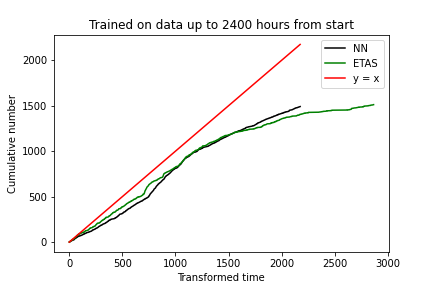 Trained on data up to 2400 hours from start
NN
ETAS
y = x
Cumulative number
2000
1500
1000
500
0
0 500 1000 1500 2000 2500 3000
Transformed time